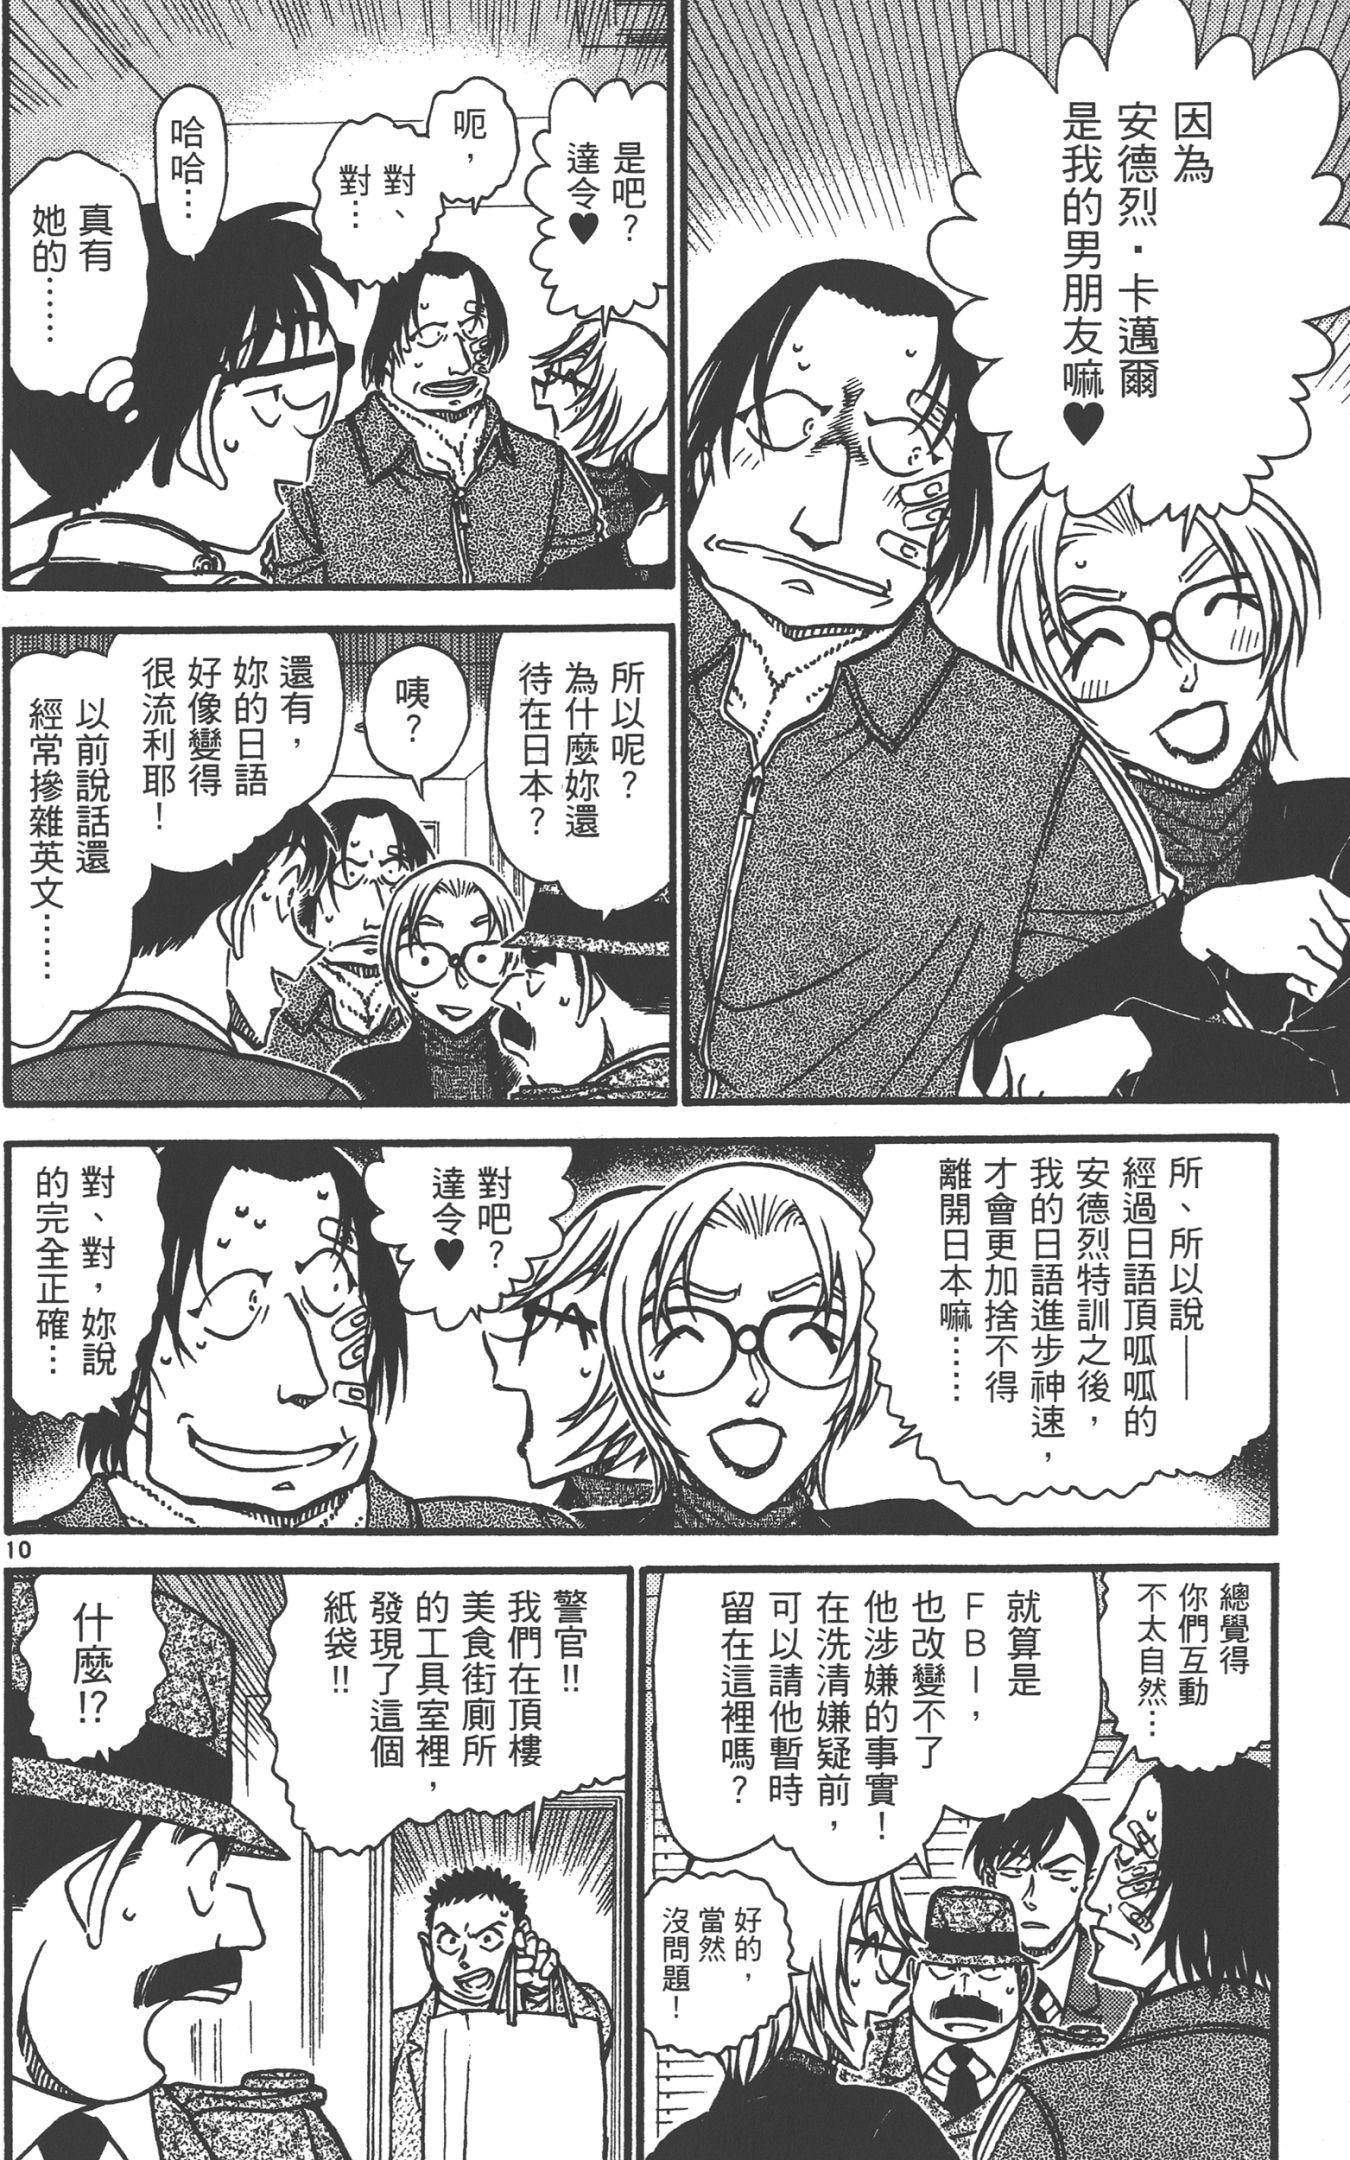 因為
安德烈·卡邁爾
是我的男朋友嘛♥
是吧？
達令♥
呃，
對、
對…
哈
哈…
真有
她的……
所以呢？
為什麼妳還
待在日本？
咦？
還有，
妳的日語
好像變得
很流利耶！
以前說話還
經常摻雜英文……
所、所以說——
經過日語頂呱呱的
安德烈特訓之後，
我的日語進步神速，
才會更加捨不得
離開日本嘛……
對吧？
達令♥
對、對，妳說
的完全正確…
總覺得
你們互動
不太自然…
就算是
FBI，
也改變不了
他涉嫌的事實！
在洗清嫌疑前，
可以請他暫時
留在這裡嗎？
好的，
當然
沒問題！
警官!!
我們在頂樓
美食街廁所
的工具室裡，
發現了這個
紙袋!!
什麼!?
10